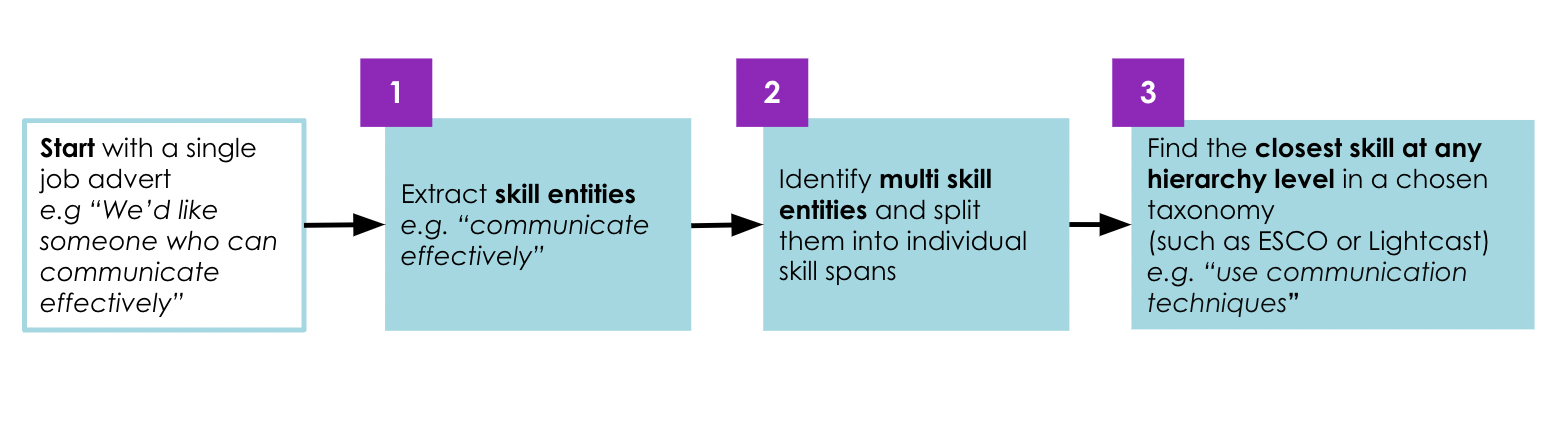 Start with a single
job advert
e.g “We’d like
someone who can
communicate
effectively”
1
Extract skill entities
e.g. “communicate
effectively”
2
Identify multi skill
entities and split
them into individual
skill spans
3
Find the closest skill at any
hierarchy level in a chosen
taxonomy
(such as ESCO or Lightcast)
e.g. “use communication
techniques”